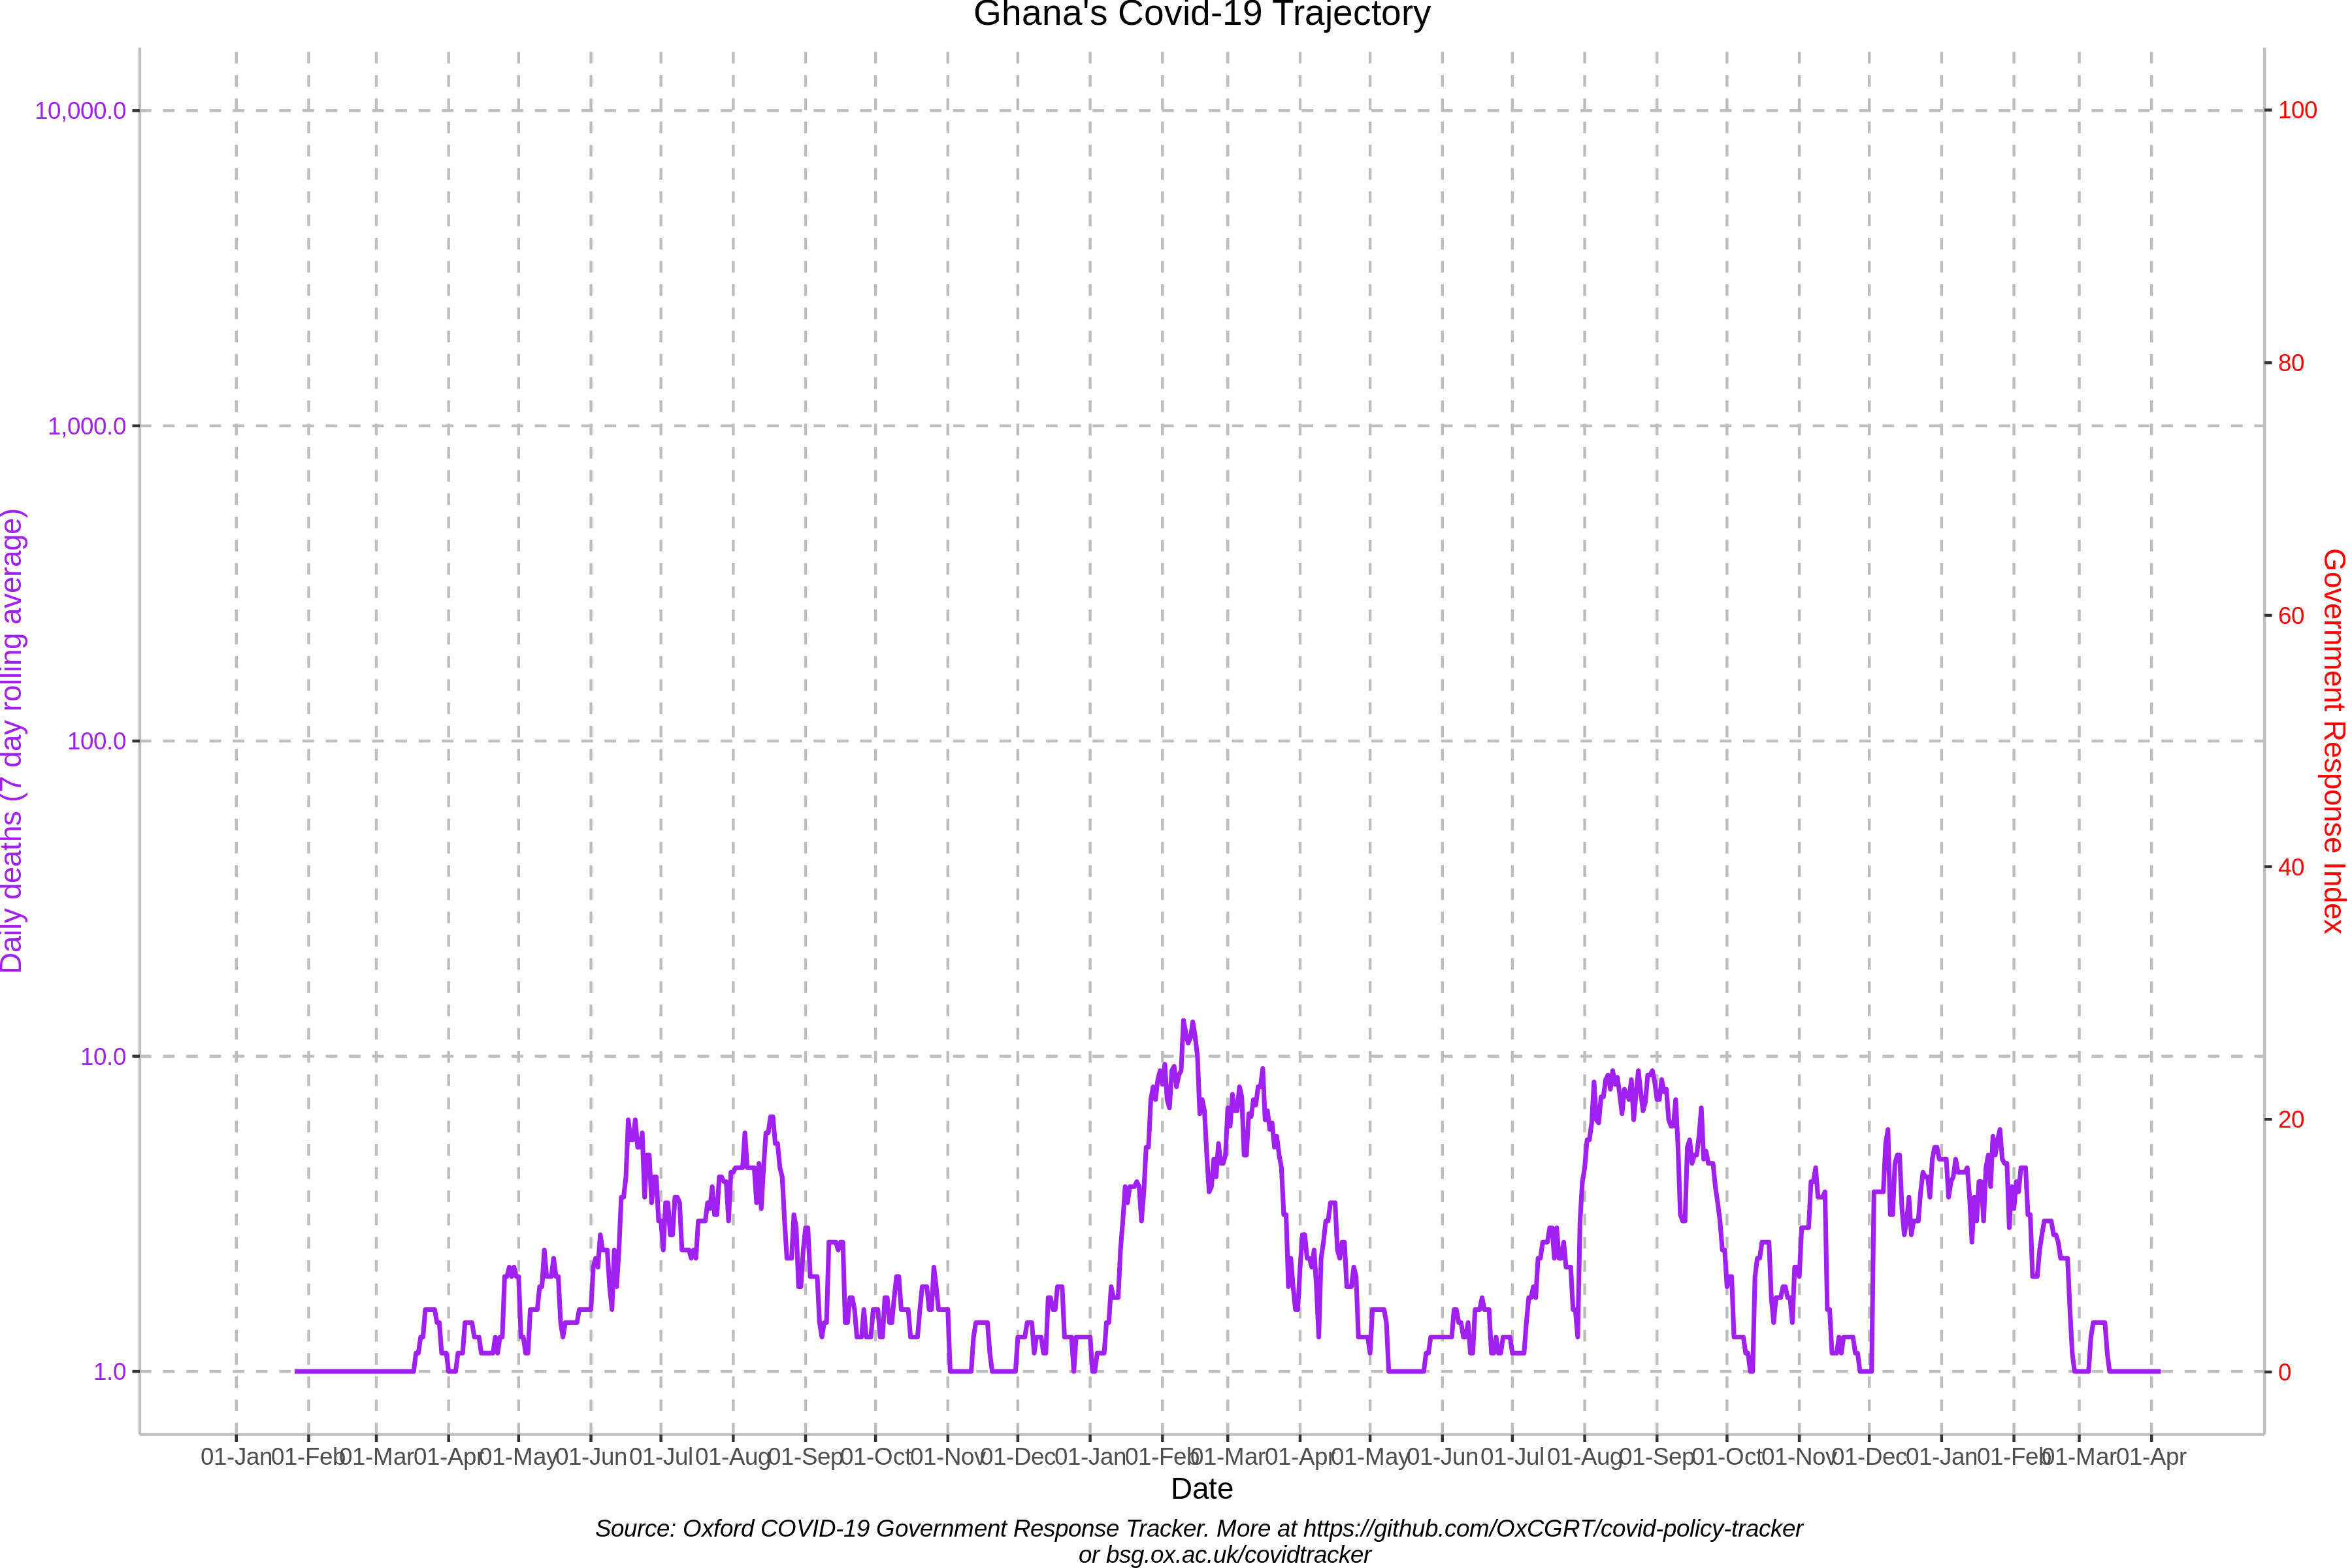 Ghana's Covid-19 Trajectory
10,000.0
1,000.0
100.0
10.0
1.0
Daily deaths (7 day rolling average)
100
80
60
40
20
0
Government Response Index
01-Jan 01-Feb 01-Mar 01-Apr 01-May 01-Jun 01-Jul 01-Aug 01-Sep 01-Oct 01-Nov 01-Dec 01-Jan 01-Feb 01-Mar 01-Apr 01-May 01-Jun 01-Jul 01-Aug 01-Sep 01-Oct 01-Nov 01-Dec 01-Jan 01-Feb 01-Mar 01-Apr
Date
Source: Oxford COVID-19 Government Response Tracker. More at https://github.com/OxCGRT/covid-policy-tracker
or bsg.ox.ac.uk/covidtracker